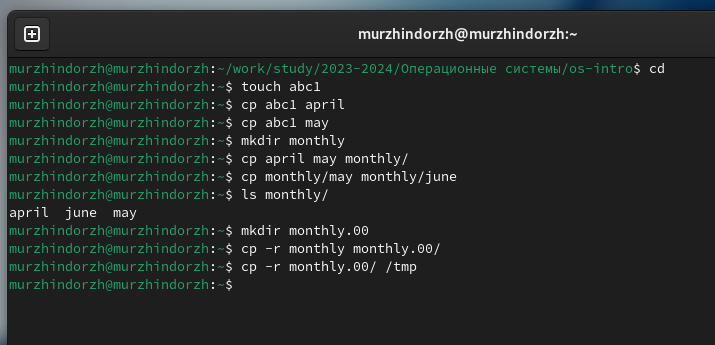 murzhindorzh@murzhindorzh:~
murzhindorzh@murzhindorzh:~/work/study/2023-2024/Операционные системы/os-intro$ cd
murzhindorzh@murzhindorzh:~$ touch abc1
murzhindorzh@murzhindorzh:~$ cp abc1 april
murzhindorzh@murzhindorzh:~$ cp abc1 may
murzhindorzh@murzhindorzh:~$ mkdir monthly
murzhindorzh@murzhindorzh:~$ cp april may monthly/
murzhindorzh@murzhindorzh:~$ cp monthly/may monthly/june
murzhindorzh@murzhindorzh:~$ ls monthly/
april  june  may
murzhindorzh@murzhindorzh:~$ mkdir monthly.00
murzhindorzh@murzhindorzh:~$ cp -r monthly monthly.00/
murzhindorzh@murzhindorzh:~$ cp -r monthly.00/ /tmp
murzhindorzh@murzhindorzh:~$